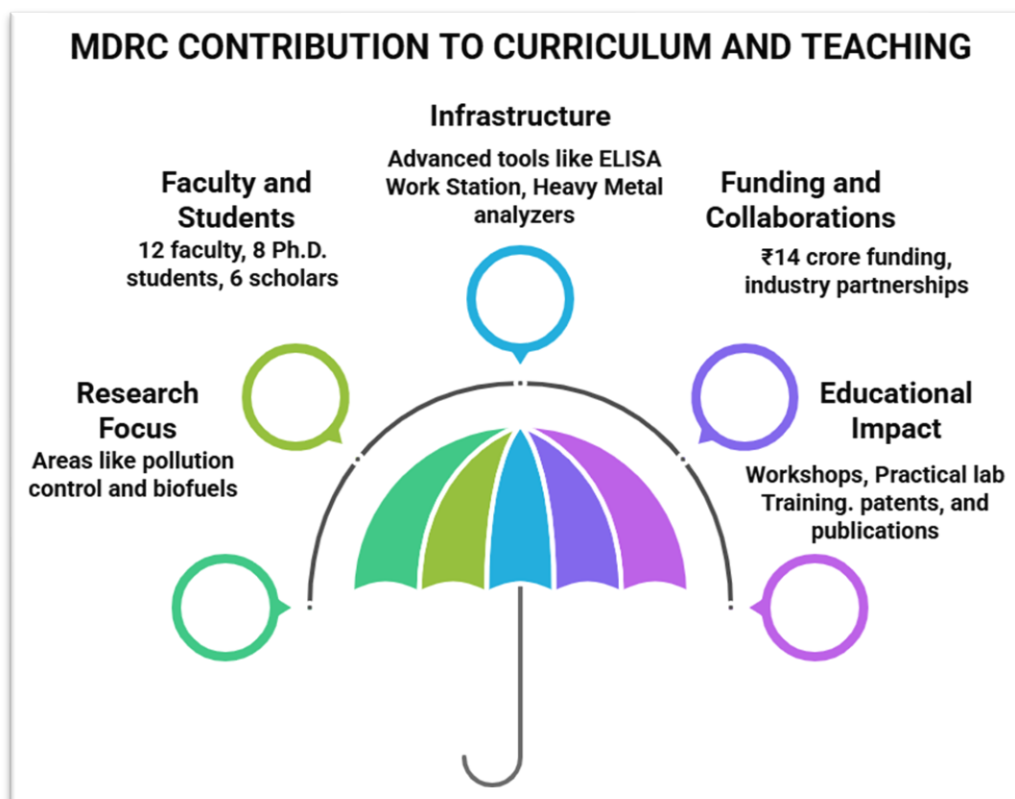 MDRC CONTRIBUTION TO CURRICULUM AND TEACHING
Infrastructure
Advanced tools like ELISA
Work Station, Heavy Metal
analyzers
Faculty and
Students
12 faculty, 8 Ph.D.
students, 6 scholars
Funding and
Collaborations
₹14 crore funding,
industry partnerships
Research
Focus
Areas like pollution
control and biofuels
Educational
Impact
Workshops, Practical lab
Training. patents, and
publications